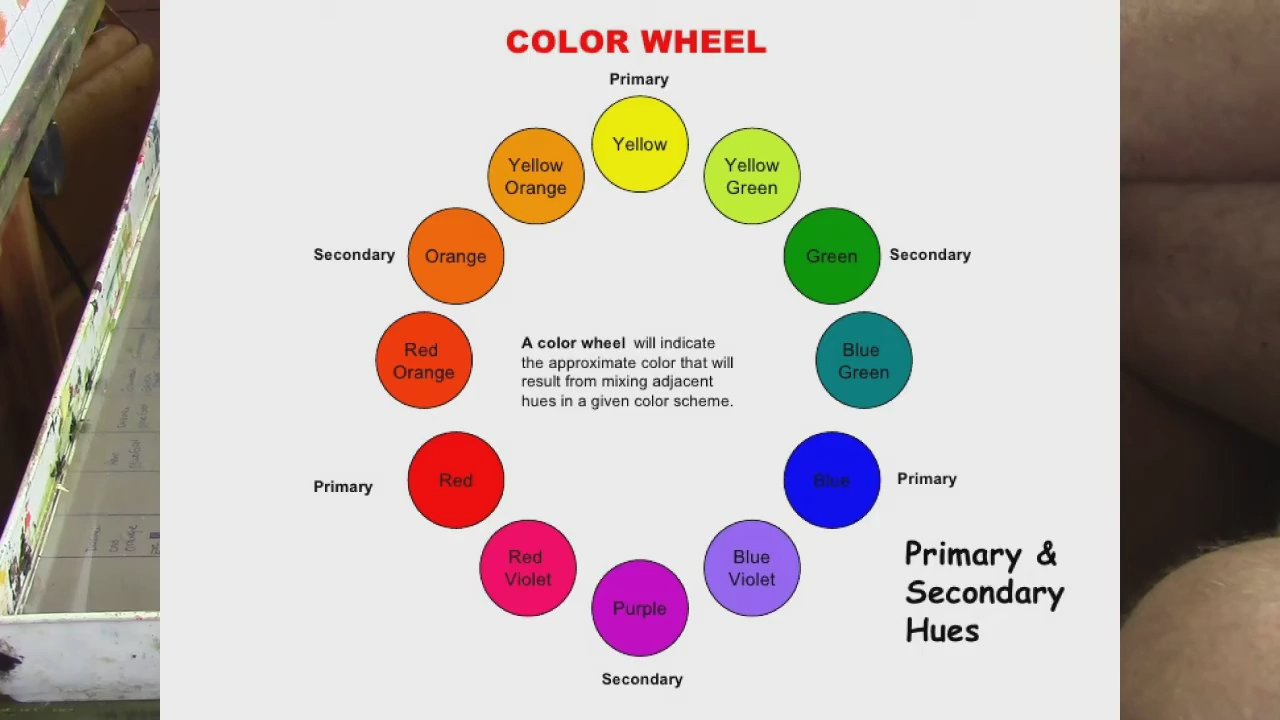 COLOR WHEEL
Primary
Yellow
Yellow
Orange
Yellow
Green
Secondary
Orange
Green
Secondary
Red
Orange
A color wheel will indicate
the approximate color that will
result from mixing adjacent
hues in a given color scheme.
Blue
Green
Primary
Red
Blue
Primary
Red
Violet
Purple
Blue
Violet
Primary &
Secondary
Hues
Secondary